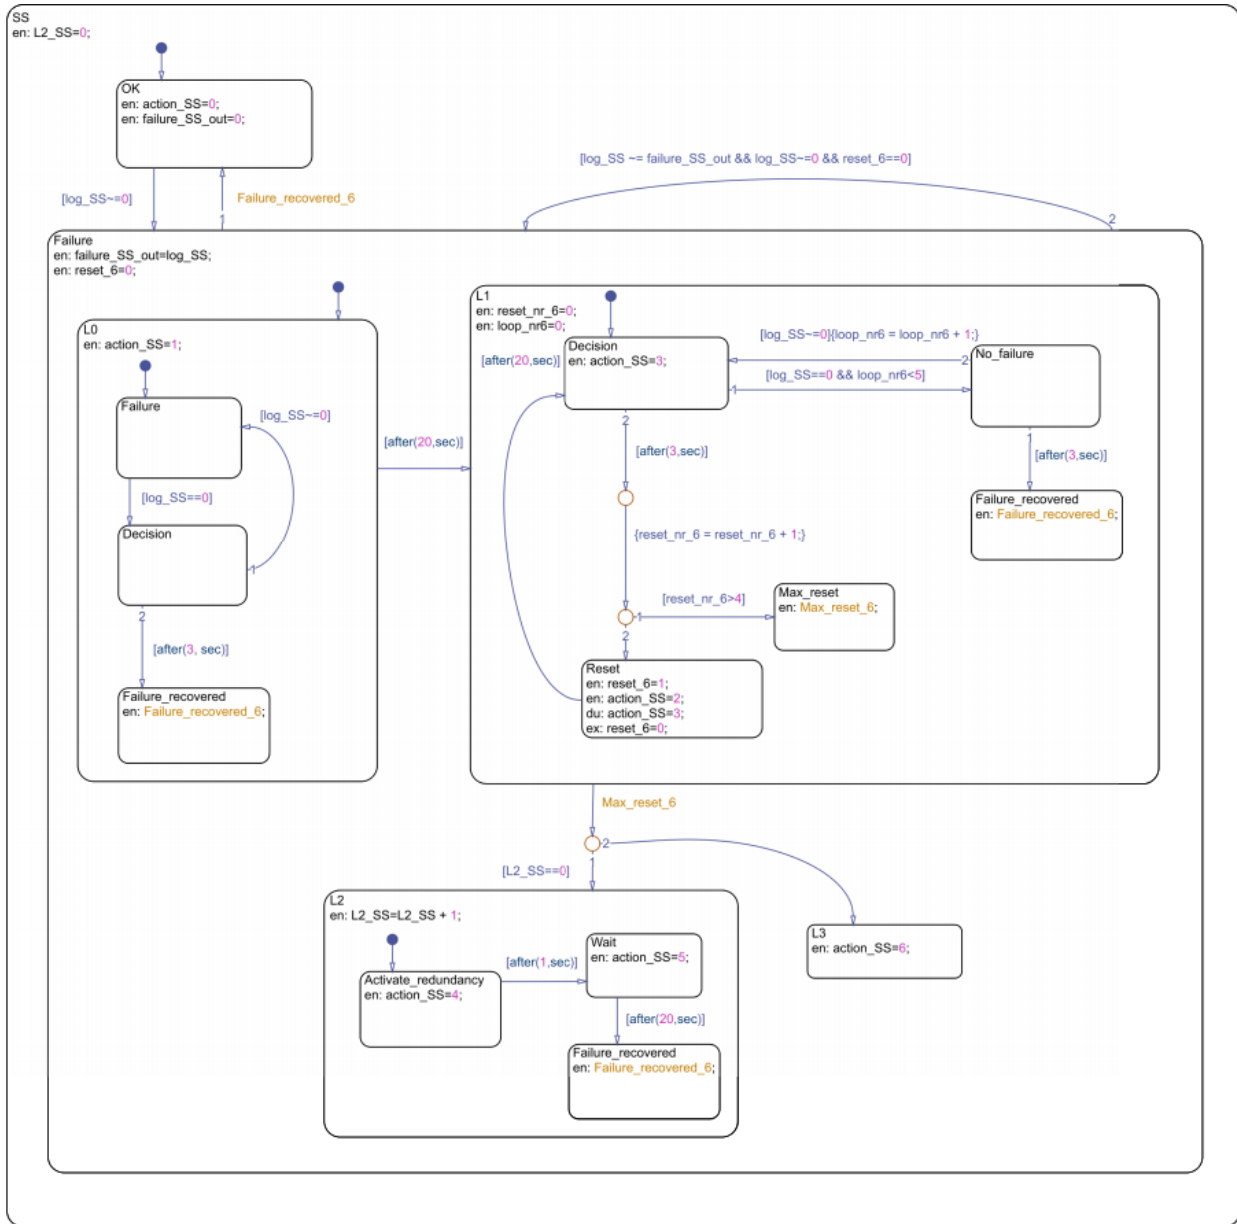 SS
en: L2_SS=0;
OK
en: action_SS=0;
en: failure_SS_out=0;
[log_SS ~= failure_SS_out && log_SS~=0 && reset_6==0]
[log_SS~=0]
Failure_recovered_6
1
2
Failure
en: failure_SS_out=log_SS;
en: reset_6=0;
L0
en: action_SS=1;
Failure
[log_SS~=0]
[log_SS==0]
Decision
1
2
[after(3, sec)]
Failure_recovered
en: Failure_recovered_6;
[after(20,sec)]
L1
en: reset_nr_6=0;
en: loop_nr6=0;
Decision
en: action_SS=3;
[after(20,sec)]
[log_SS~=0]{loop_nr6 = loop_nr6 + 1;}
2
No_failure
1
[log_SS==0 && loop_nr6<5]
2
[after(3,sec)]
1
[after(3,sec)]
Failure_recovered
en: Failure_recovered_6;
{reset_nr_6 = reset_nr_6 + 1;}
[reset_nr_6>4]
1
2
Max_reset
en: Max_reset_6;
Reset
en: reset_6=1;
en: action_SS=2;
du: action_SS=3;
ex: reset_6=0;
Max_reset_6
2
1
[L2_SS==0]
L2
en: L2_SS=L2_SS + 1;
Activate_redundancy
en: action_SS=4;
[after(1,sec)]
Wait
en: action_SS=5;
[after(20,sec)]
Failure_recovered
en: Failure_recovered_6;
L3
en: action_SS=6;